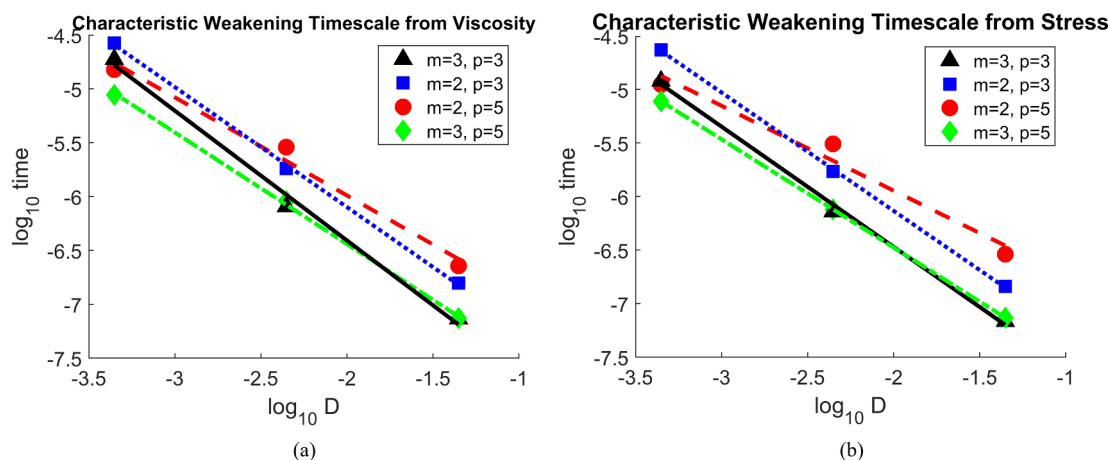 Characteristic Weakening Timescale from Viscosity
-4.5
-5
-5.5
-6
-6.5
-7
-7.5
log10 time
m=3, p=3
m=2, p=3
m=2, p=5
m=3, p=5
-3.5 -3 -2.5 -2 -1.5 -1
log10 D
(a)
Characteristic Weakening Timescale from Stress
-4.5
-5
-5.5
-6
-6.5
-7
-7.5
log10 time
m=3, p=3
m=2, p=3
m=2, p=5
m=3, p=5
-3.5 -3 -2.5 -2 -1.5 -1
log10 D
(b)